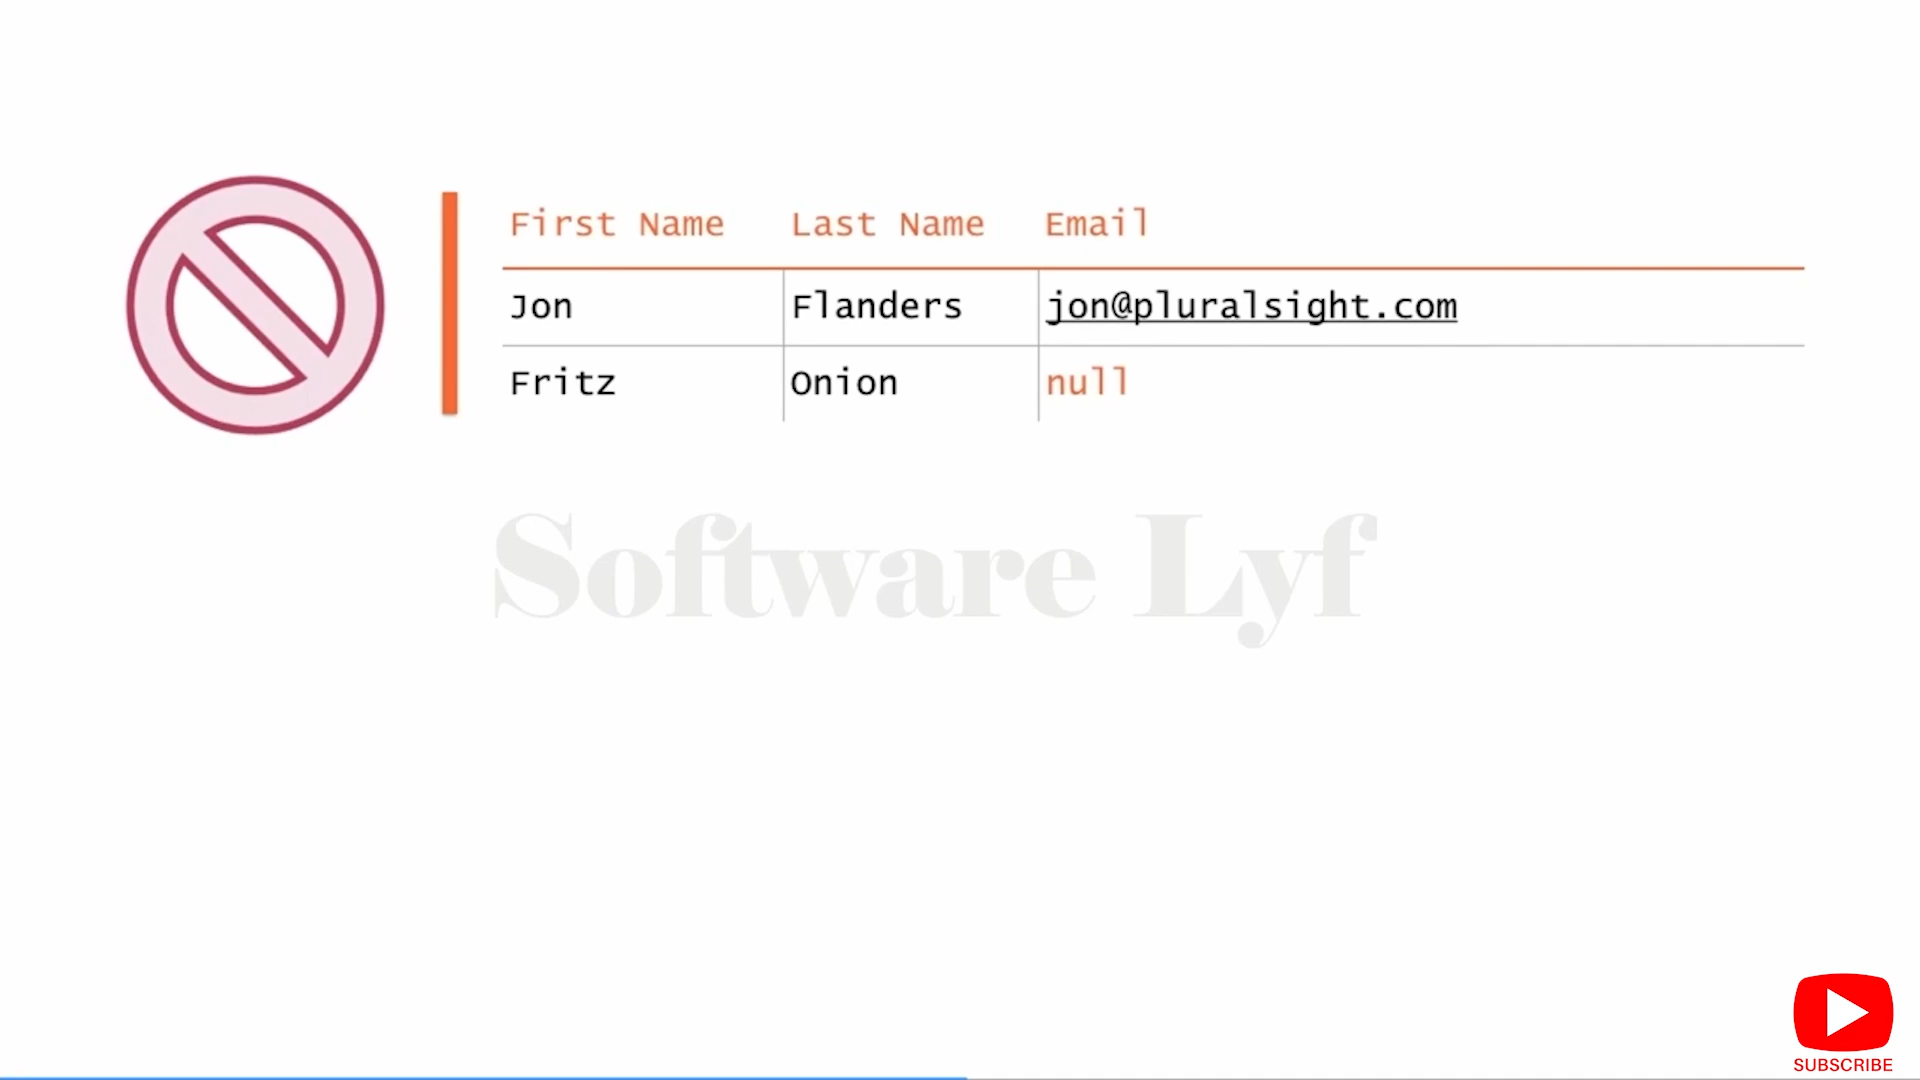 First Name Last Name Email
Jon Flanders jon@pluralsight.com
Fritz Onion null
Software Lyf
SUBSCRIBE